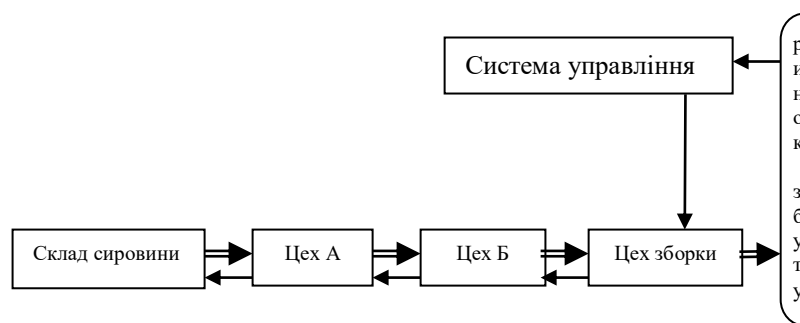 Система управління
Склад сировини
Цех А
Цех Б
Цех зборки
р
и
н
о
к
з
б
у
т
у